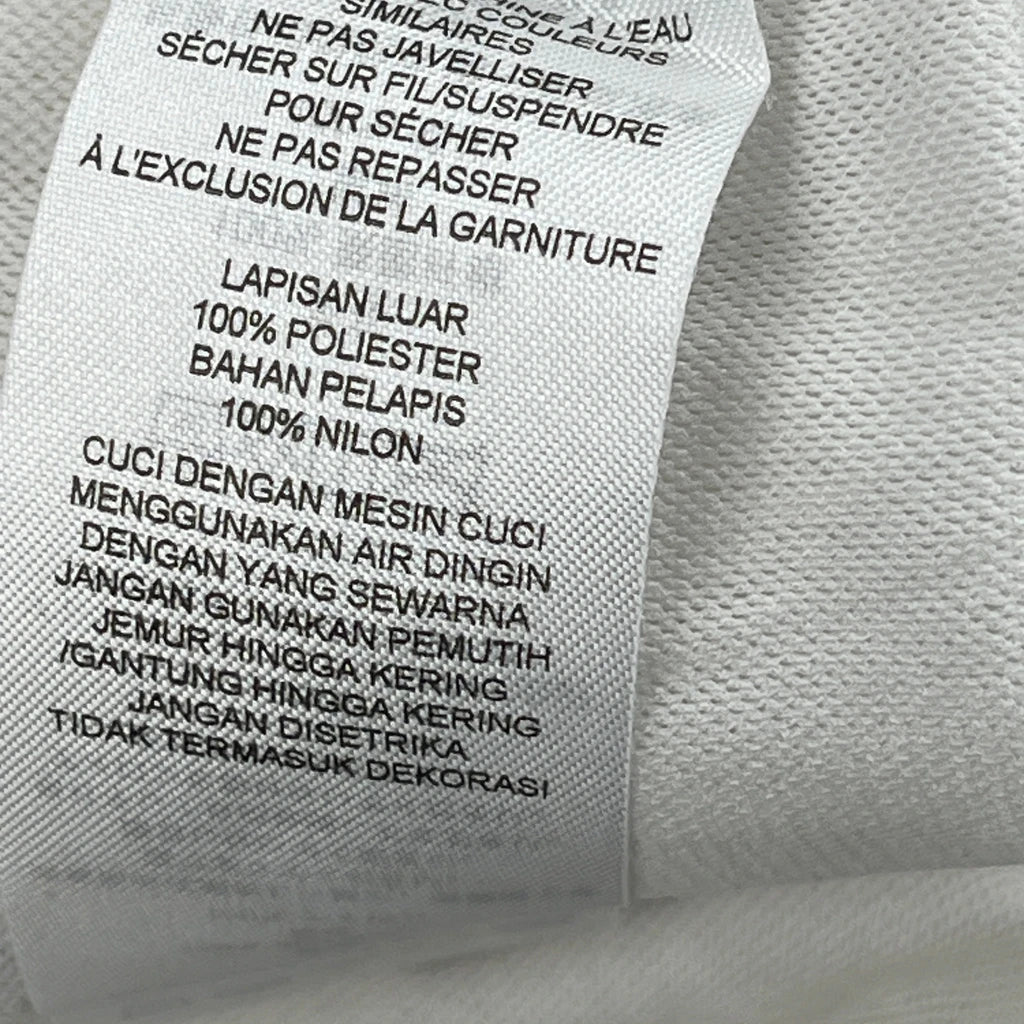 À L'EAU
COULEURS
SIMILAIRES
NE PAS JAVELLISER
SÉCHER SUR FIL/SUSPENDRE
POUR SÉCHER
NE PAS REPASSER
À L'EXCLUSION DE LA GARNITURE
LAPISAN LUAR
100% POLIESTER
BAHAN PELAPIS
100% NILON
CUCI DENGAN MESIN CUCI
MENGGUNAKAN AIR DINGIN
DENGAN YANG SEWARNA
JANGAN GUNAKAN PEMUTIH
JEMUR HINGGA KERING
/GANTUNG HINGGA KERING
JANGAN DISETRIKA
TIDAK TERMASUK DEKORASI